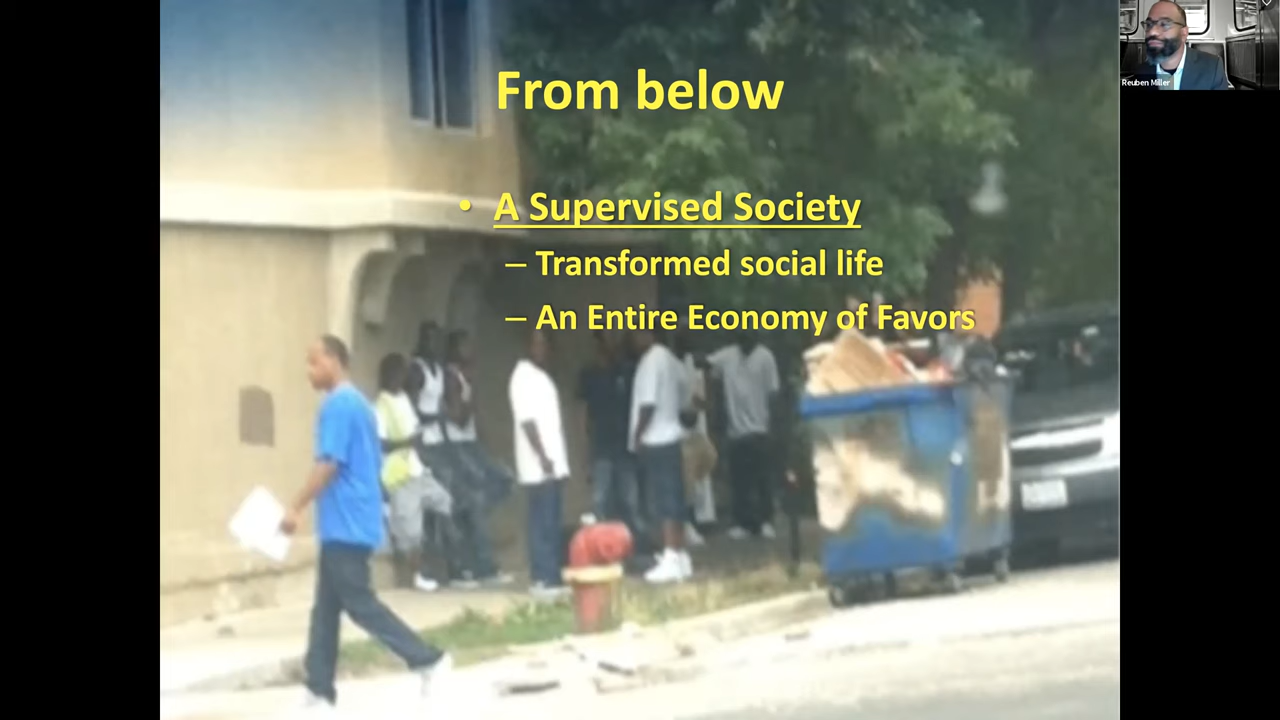 From below
• A Supervised Society
– Transformed social life
– An Entire Economy of Favors
Reuben Miller